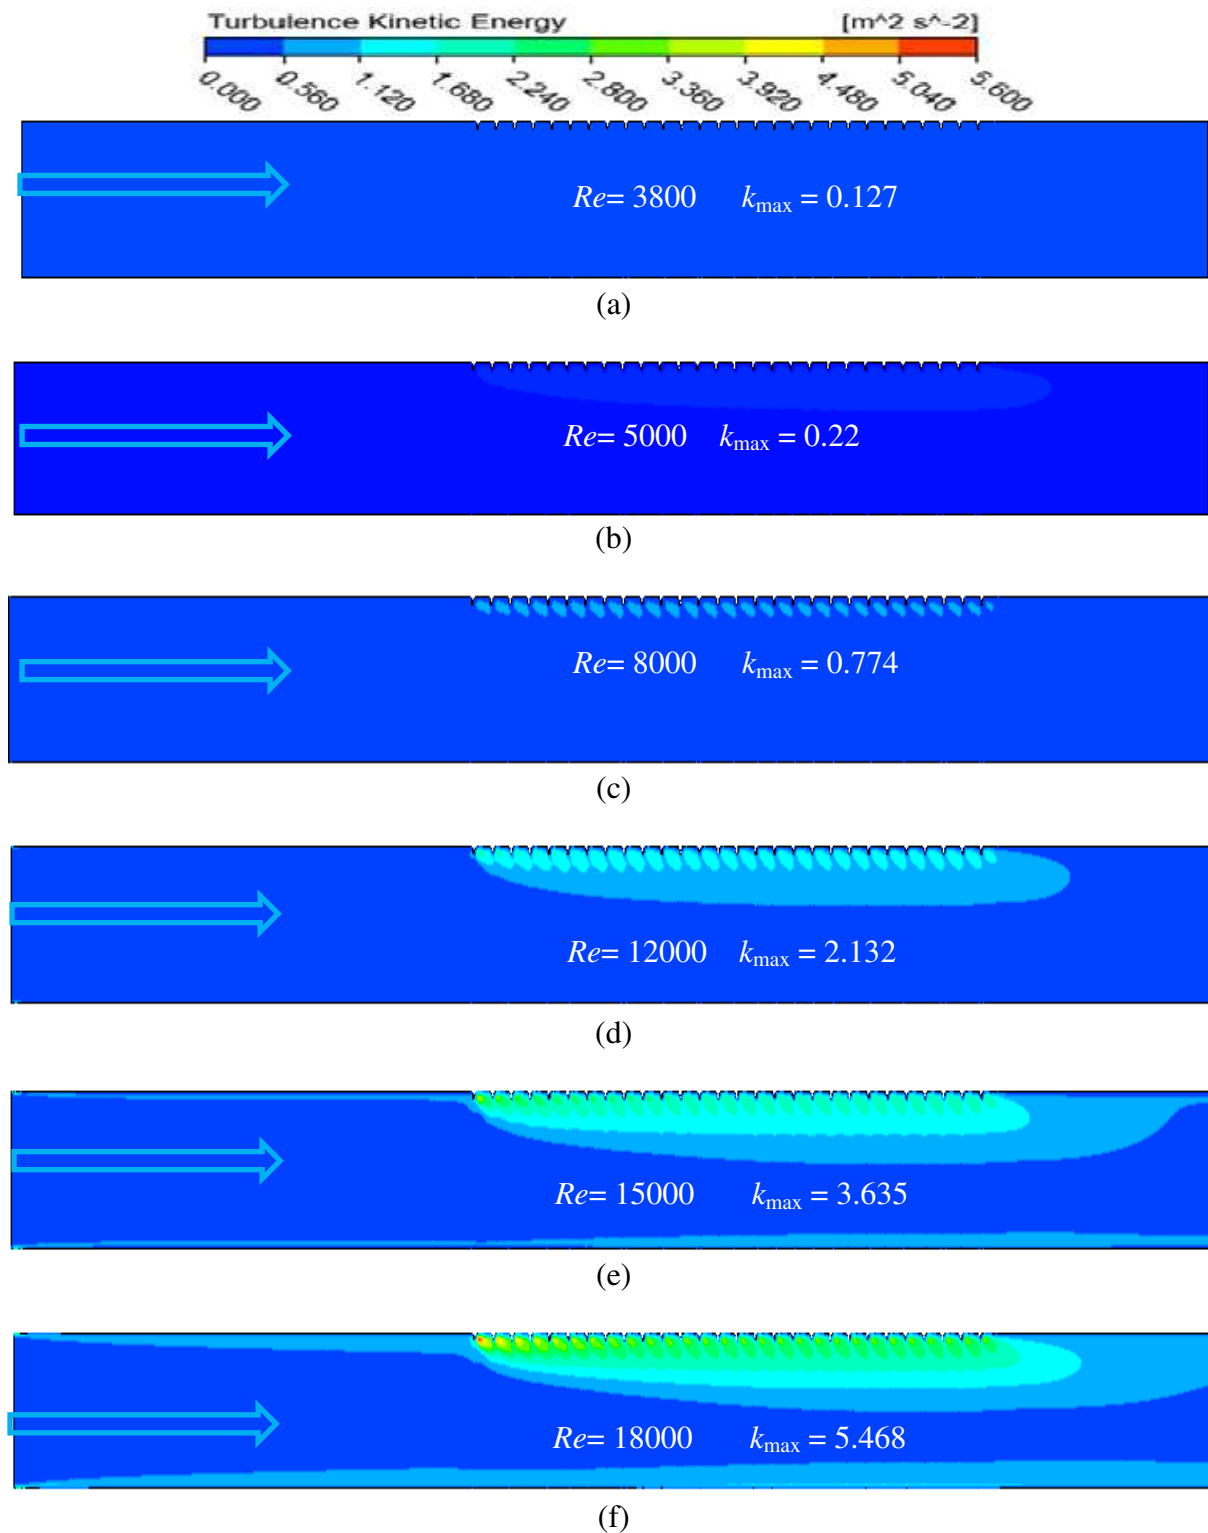 Turbulence Kinetic Energy [m^2 s^-2]
0.000 0.560 1.120 1.680 2.240 2.800 3.360 3.920 4.480 5.040 5.600
Re= 3800 kmax = 0.127
(a)
Re= 5000 kmax = 0.22
(b)
Re= 8000 kmax = 0.774
(c)
Re= 12000 kmax = 2.132
(d)
Re= 15000 kmax = 3.635
(e)
Re= 18000 kmax = 5.468
(f)